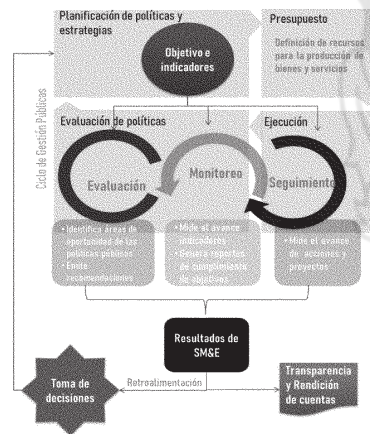 Planificación de políticas y
estrategias
Objetivo e
indicadores
Presupuesto
Definición de recursos
para la producción de
bienes y servicios
Ciclo de Gestión Públicas
Evaluación de políticas
Ejecución
Evaluación
Monitoreo
Seguimiento
• Identifica áreas de
oportunidad de las
políticas públicas
• Emite
recomendaciones
• Mide el avance
indicadores
• Genera reportes
de cumplimiento
de objetivos
• Mide el avance
de acciones y
proyectos
Resultados de
SM&E
Toma de
decisiones
Retroalimentación
Transparencia
y Rendición
de cuentas